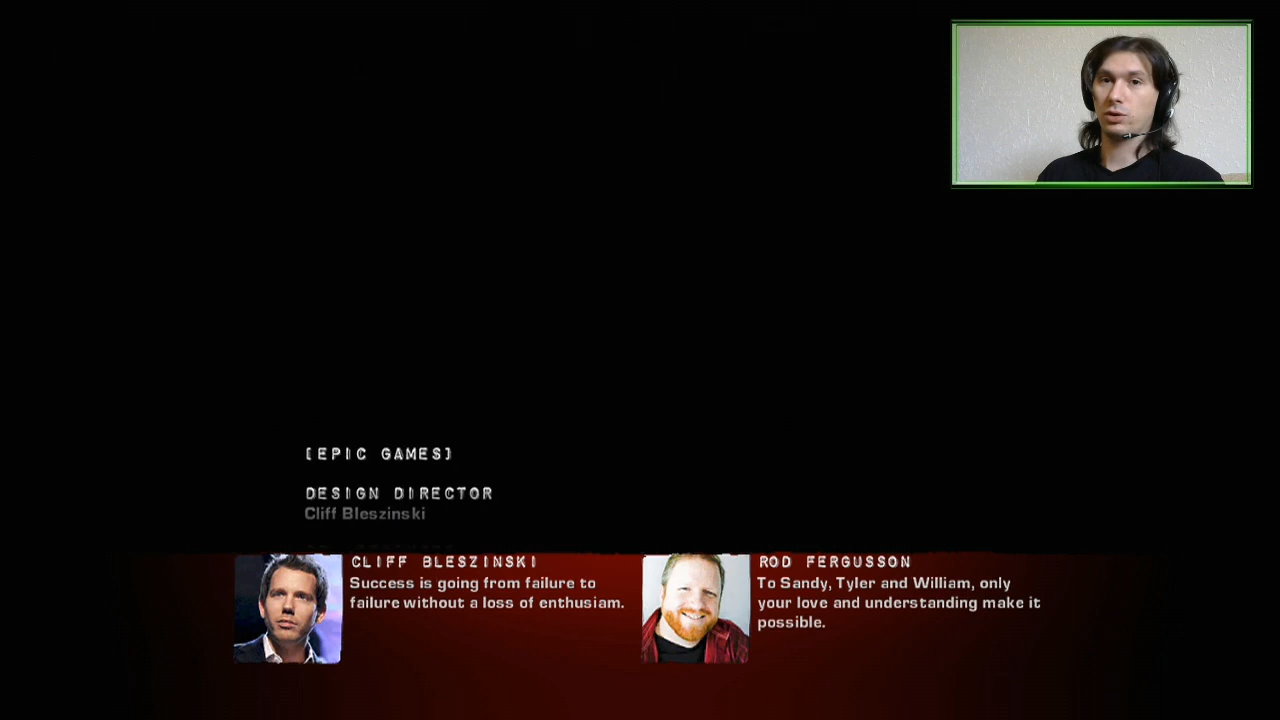 [EPIC GAMES]
DESIGN DIRECTOR
Cliff Bleszinski
CLIFF BLESZINSKI
Success is going from failure to
failure without a loss of enthusiam.
ROD FERGUSSON
To Sandy, Tyler and William, only
your love and understanding make it
possible.